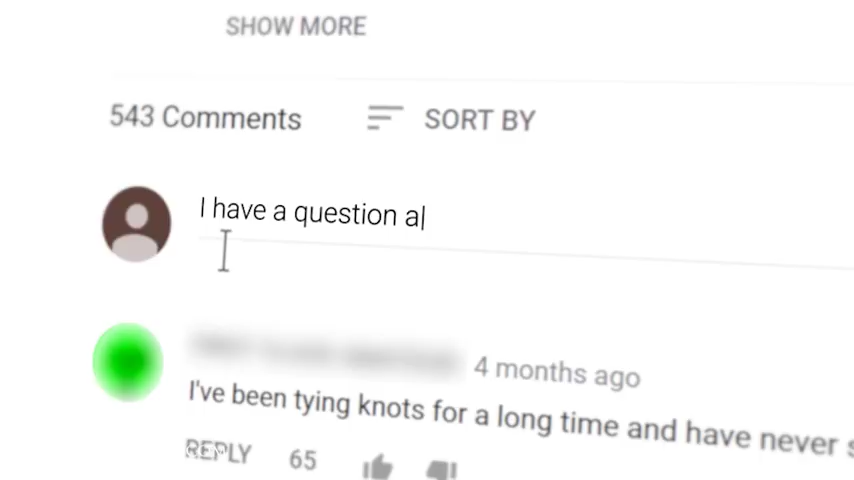 SHOW MORE
543 Comments SORT BY
I have a question al
4 months ago
I've been tying knots for a long time and have never
REPLY 65